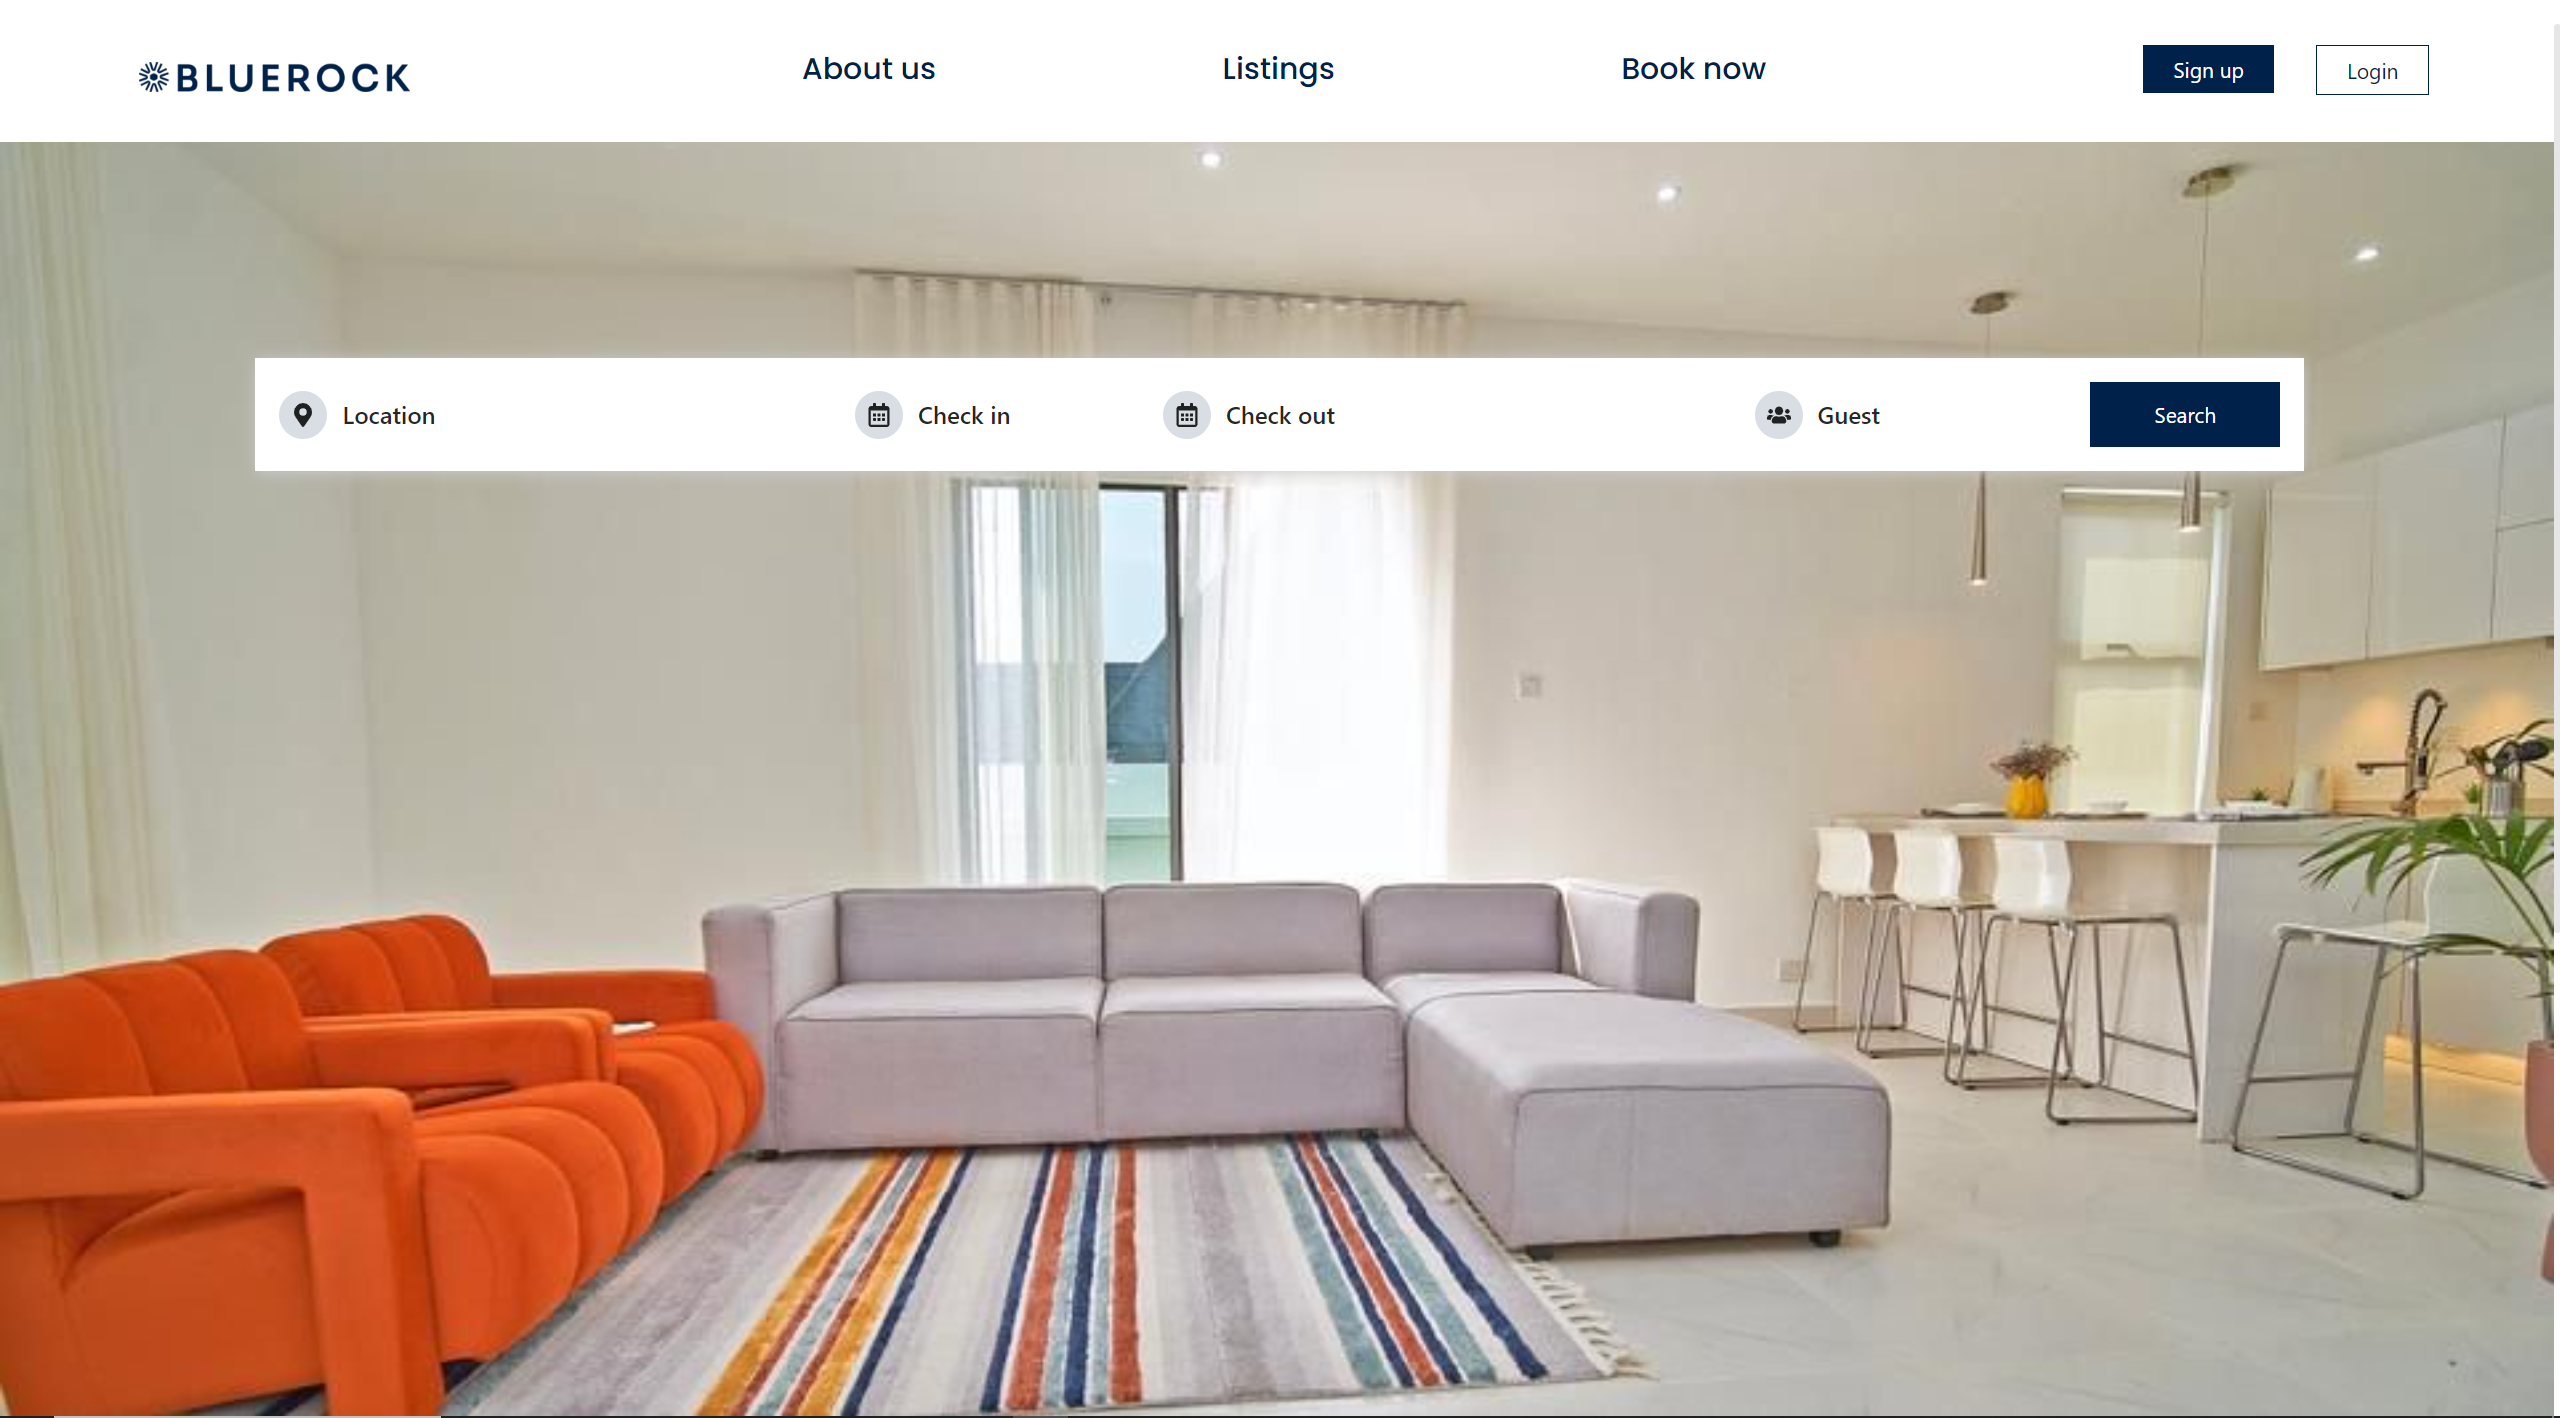 BLUEROCK
About us
Listings
Book now
Sign up
Login
Location
Check in
Check out
Guest
Search